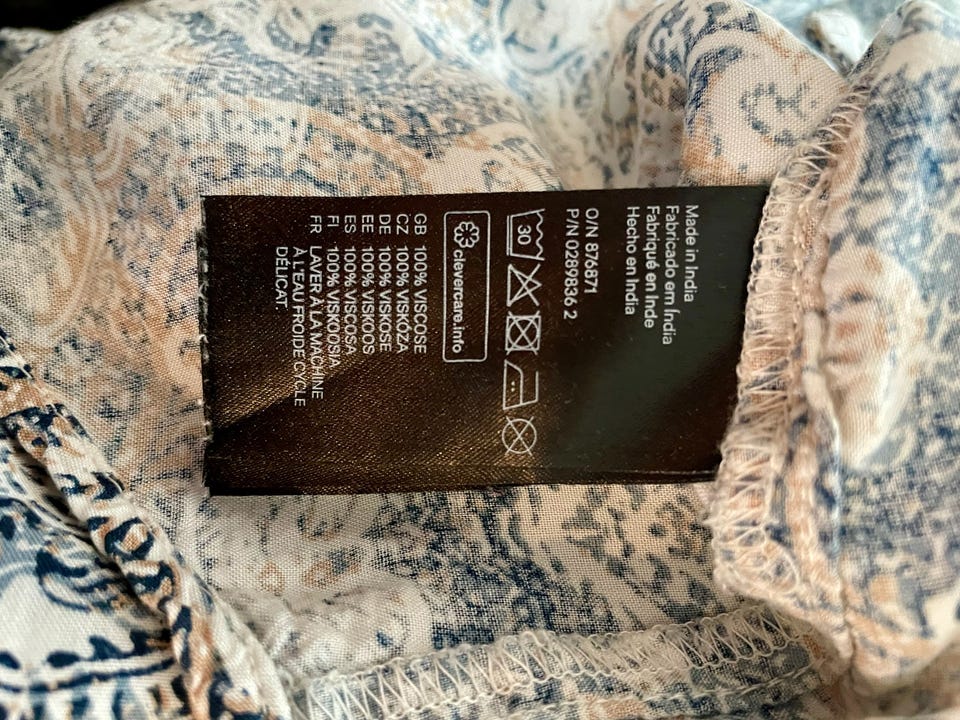 Made in India
Fabricado em Índia
Fabriqué en Inde
Hecho en India
O/N 876871
P/N 0289836 2
30
clevercare.info
GB 100% VISCOSE
CZ 100% VISKÓZA
DE 100% VISKOSE
EE 100% VISKOOS
ES 100% VISCOSA
FI 100% VISKOOSIA
FR LAVER À LA MACHINE
À L'EAU FROIDE CYCLE
DÉLICAT.